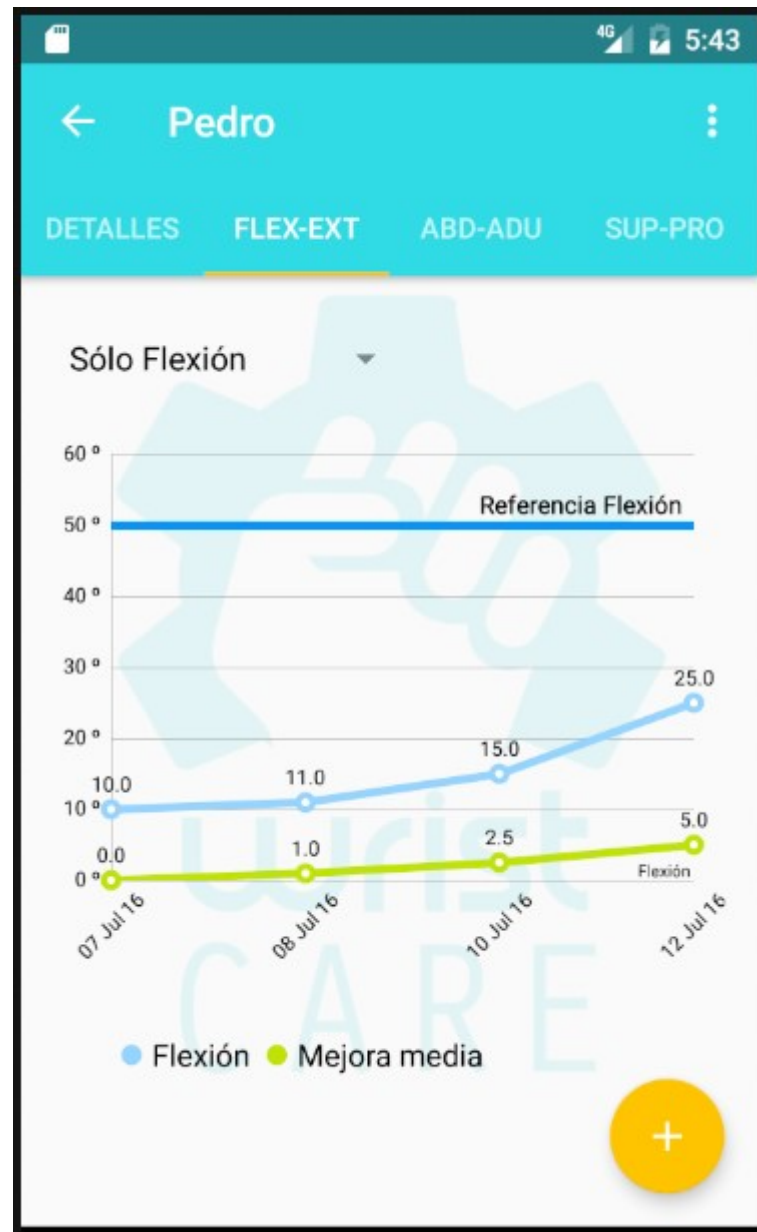 4G 5:43
Pedro
DETALLES FLEX-EXT ABD-ADU SUP-PRO
Sólo Flexión
60 º
Referencia Flexión
50 º
40 º
30 º
25.0
20 º
15.0
10.0 11.0
10 º
5.0
2.5
1.0
0.0
Flexión
0 º
07 Jul 16 08 Jul 16 10 Jul 16 12 Jul 16
wrist
CARE
Flexión Mejora media
+